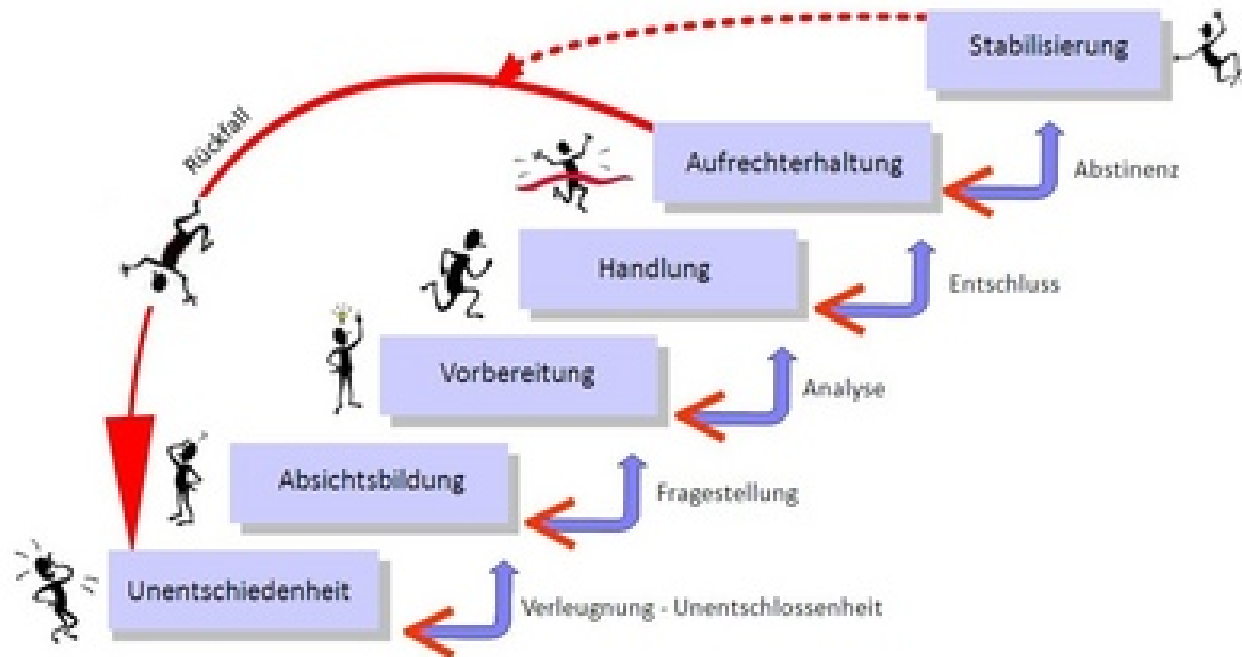 Stabilisierung
Rückfall
Aufrechterhaltung
Abstinenz
Handlung
Entschluss
Vorbereitung
Analyse
Absichtsbildung
Fragestellung
Unentschiedenheit
Verleugnung - Unentschlossenheit